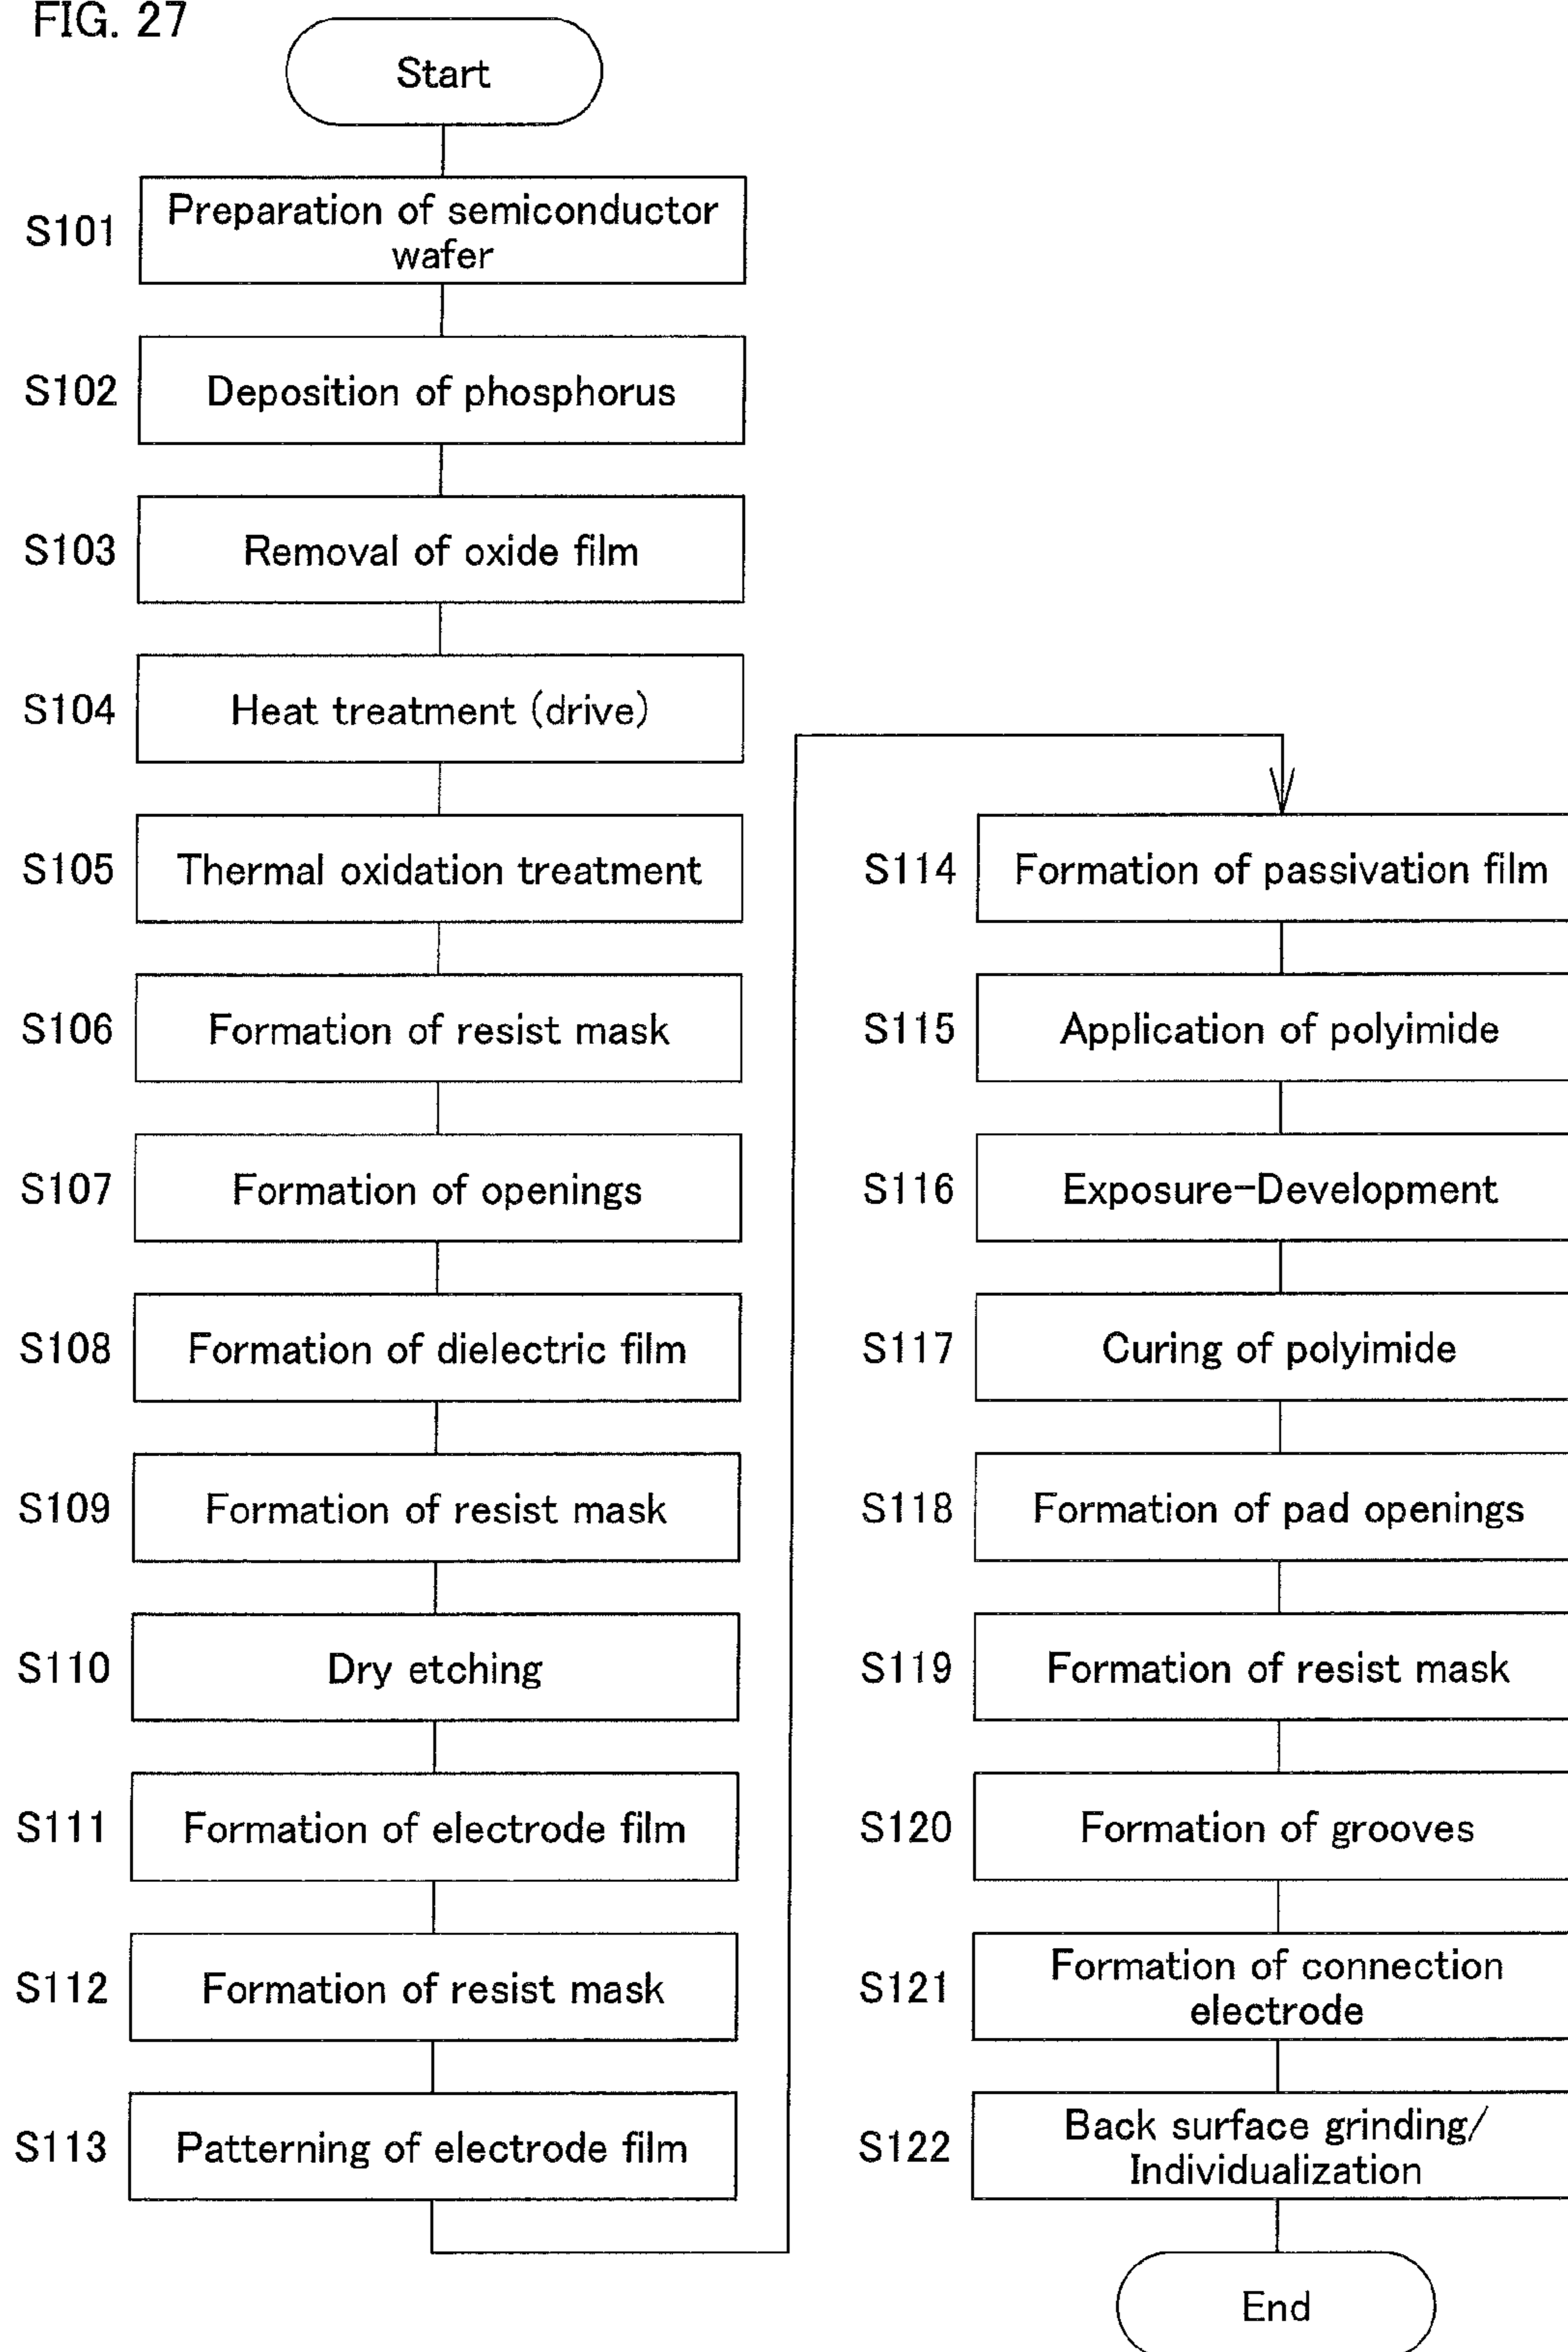 FIG. 27
Start
S101
Preparation of semiconductor
wafer
S102
Deposition of phosphorus
S103
Removal of oxide film
S104
Heat treatment (drive)
S105
Thermal oxidation treatment
S106
Formation of resist mask
S107
Formation of openings
S108
Formation of dielectric film
S109
Formation of resist mask
S110
Dry etching
S111
Formation of electrode film
S112
Formation of resist mask
S113
Patterning of electrode film
S114
Formation of passivation film
S115
Application of polyimide
S116
Exposure-Development
S117
Curing of polyimide
S118
Formation of pad openings
S119
Formation of resist mask
S120
Formation of grooves
S121
Formation of connection
electrode
S122
Back surface grinding/
Individualization
End